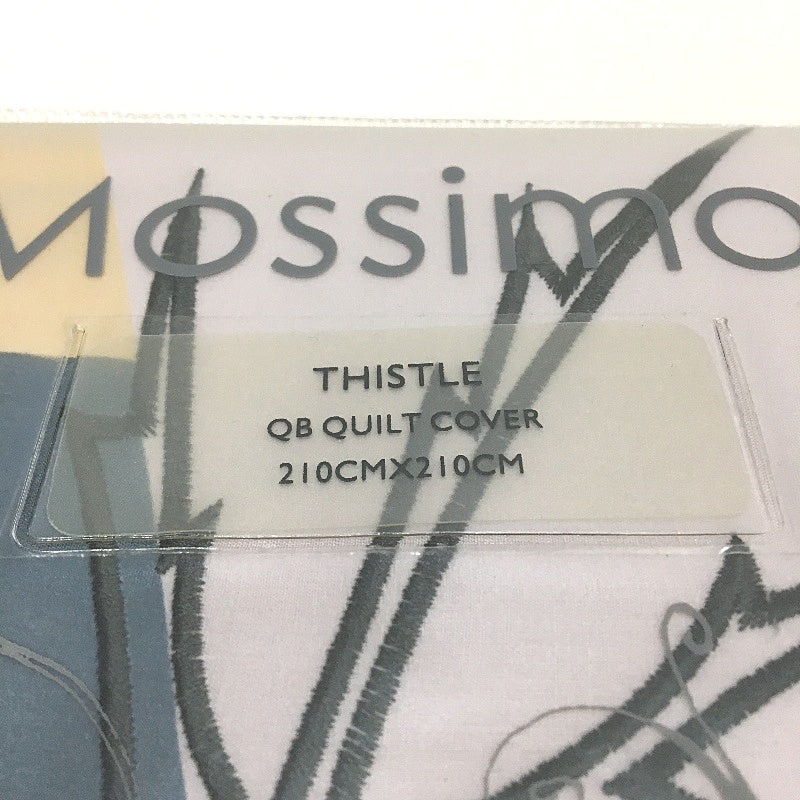 Mossimo
THISTLE
QB QUILT COVER
210CMX210CM